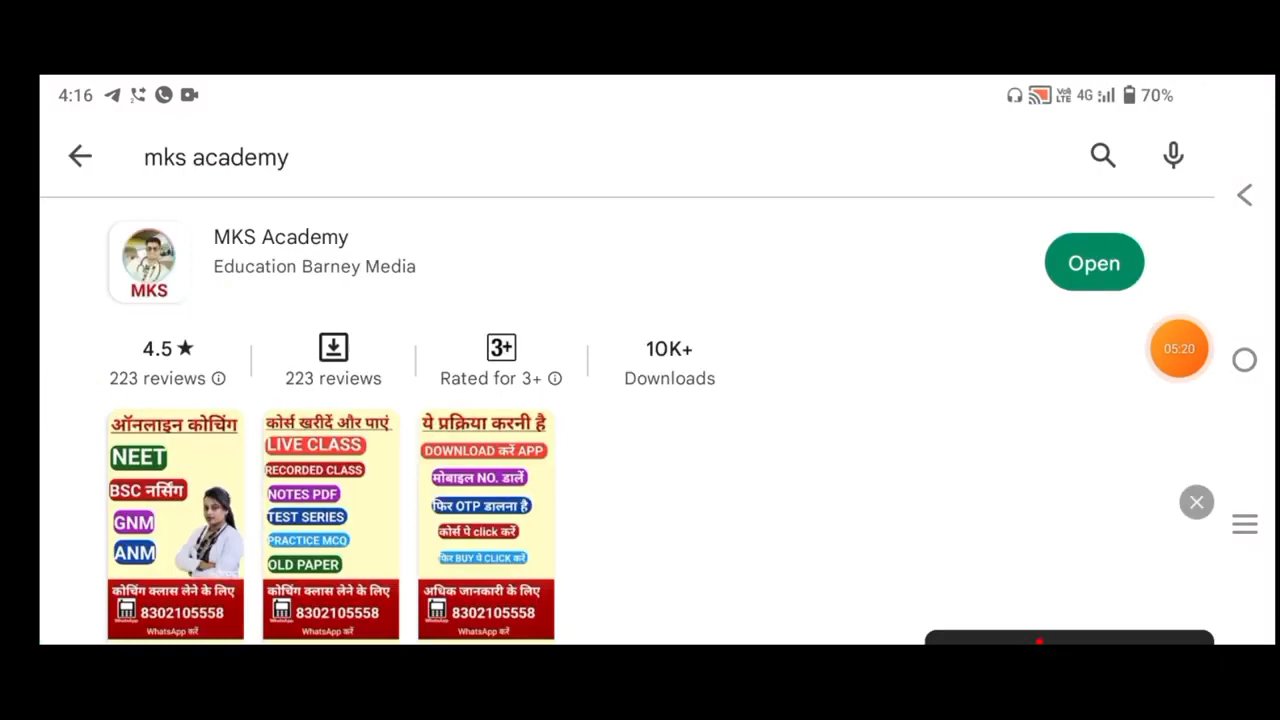 4:16
VoI) LTE 4G 70%
mks academy
MKS
MKS Academy
Education Barney Media
Open
4.5★
223 reviews
223 reviews
3+
Rated for 3+
10K+
Downloads
05:20
ऑनलाइन कोचिंग
NEET
BSC नर्सिंग
GNM
ANM
कोचिंग क्लास लेने के लिए
8302105558
WhatsApp करें
कोर्स खरीदें और पाएं
LIVE CLASS
RECORDED CLASS
NOTES PDF
TEST SERIES
PRACTICE MCQ
OLD PAPER
कोचिंग क्लास लेने के लिए
8302105558
WhatsApp करें
ये प्रक्रिया करनी है
DOWNLOAD करें APP
मोबाइल NO. डालें
फिर OTP डालना है
कोर्स पे click करें
फिर BUY पे CLICK करें
अधिक जानकारी के लिए
8302105558
WhatsApp करें